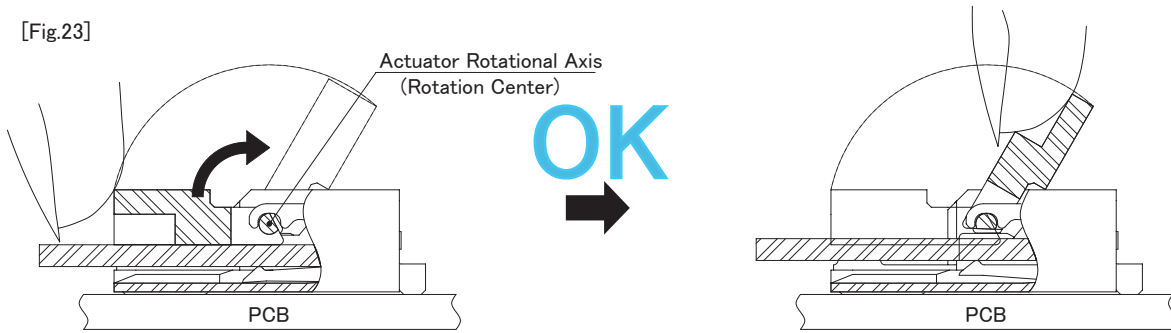 [Fig.23]
Actuator Rotational Axis
(Rotation Center)
OK
PCB
PCB